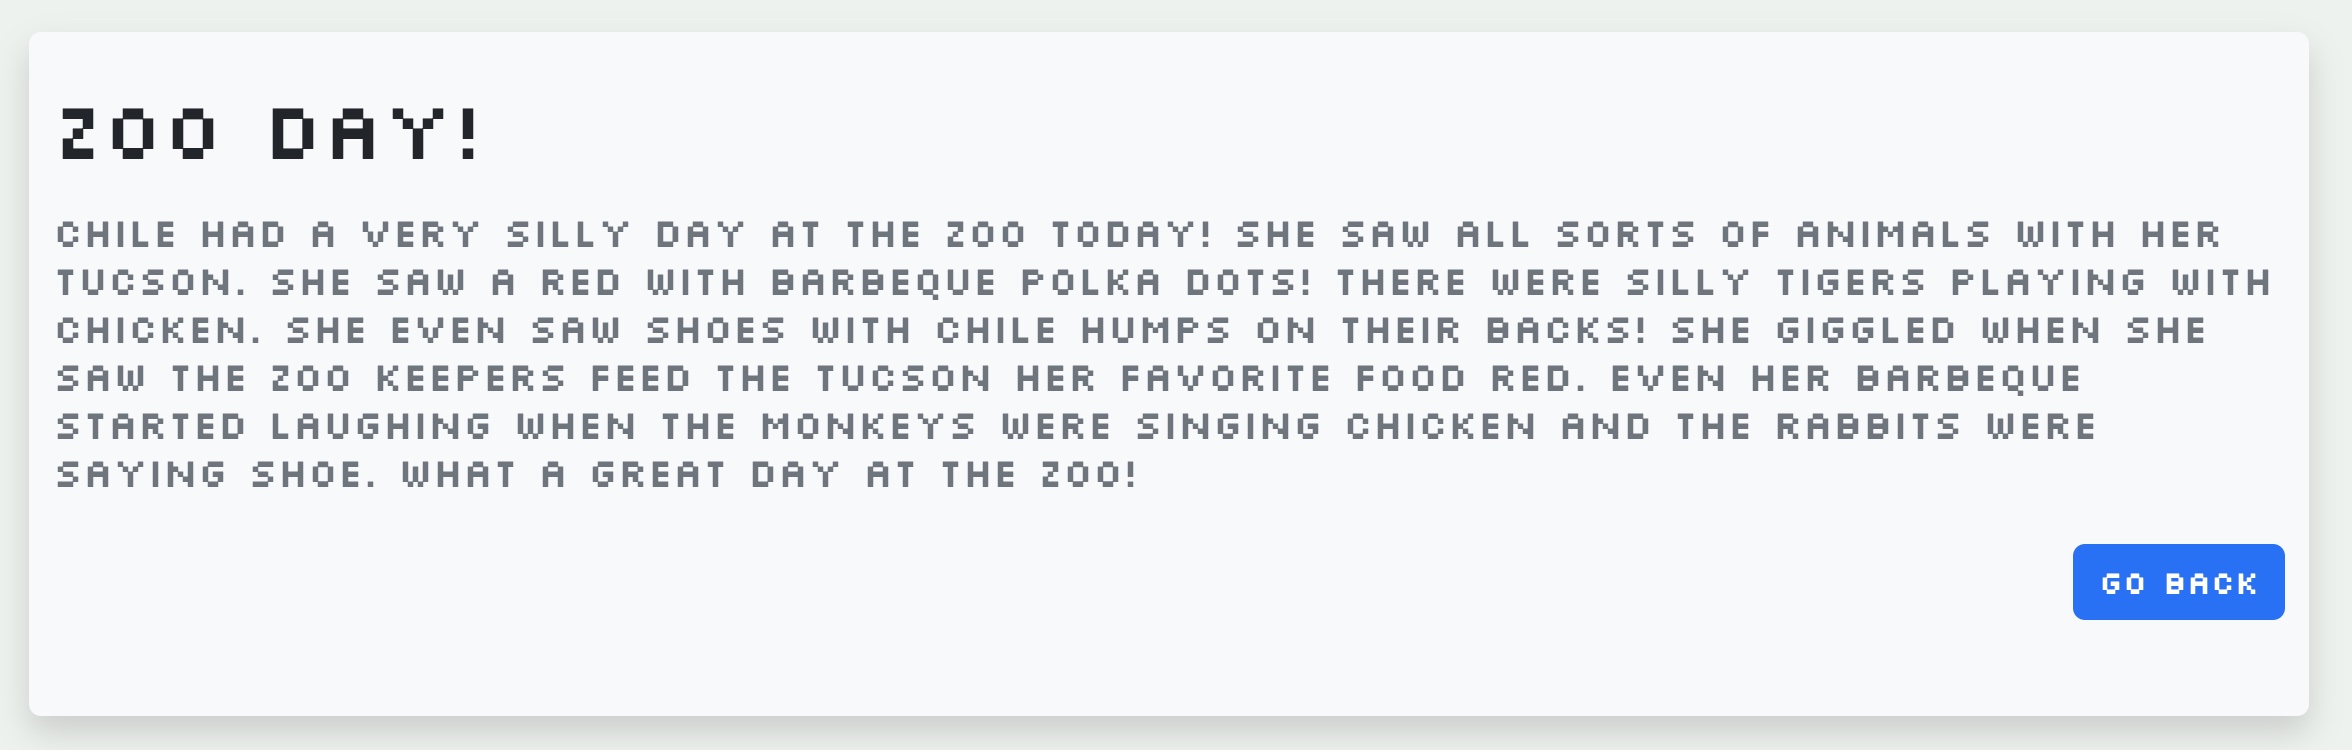 ZOO DAY!
CHILE HAD A VERY SILLY DAY AT THE ZOO TODAY! SHE SAW ALL SORTS OF ANIMALS WITH HER
TUCSON. SHE SAW A RED WITH BARBEQUE POLKA DOTS! THERE WERE SILLY TIGERS PLAYING WITH
CHICKEN. SHE EVEN SAW SHOES WITH CHILE HUMPS ON THEIR BACKS! SHE GIGGLED WHEN SHE
SAW THE ZOO KEEPERS FEED THE TUCSON HER FAVORITE FOOD RED. EVEN HER BARBEQUE
STARTED LAUGHING WHEN THE MONKEYS WERE SINGING CHICKEN AND THE RABBITS WERE
SAYING SHOE. WHAT A GREAT DAY AT THE ZOO!
GO BACK